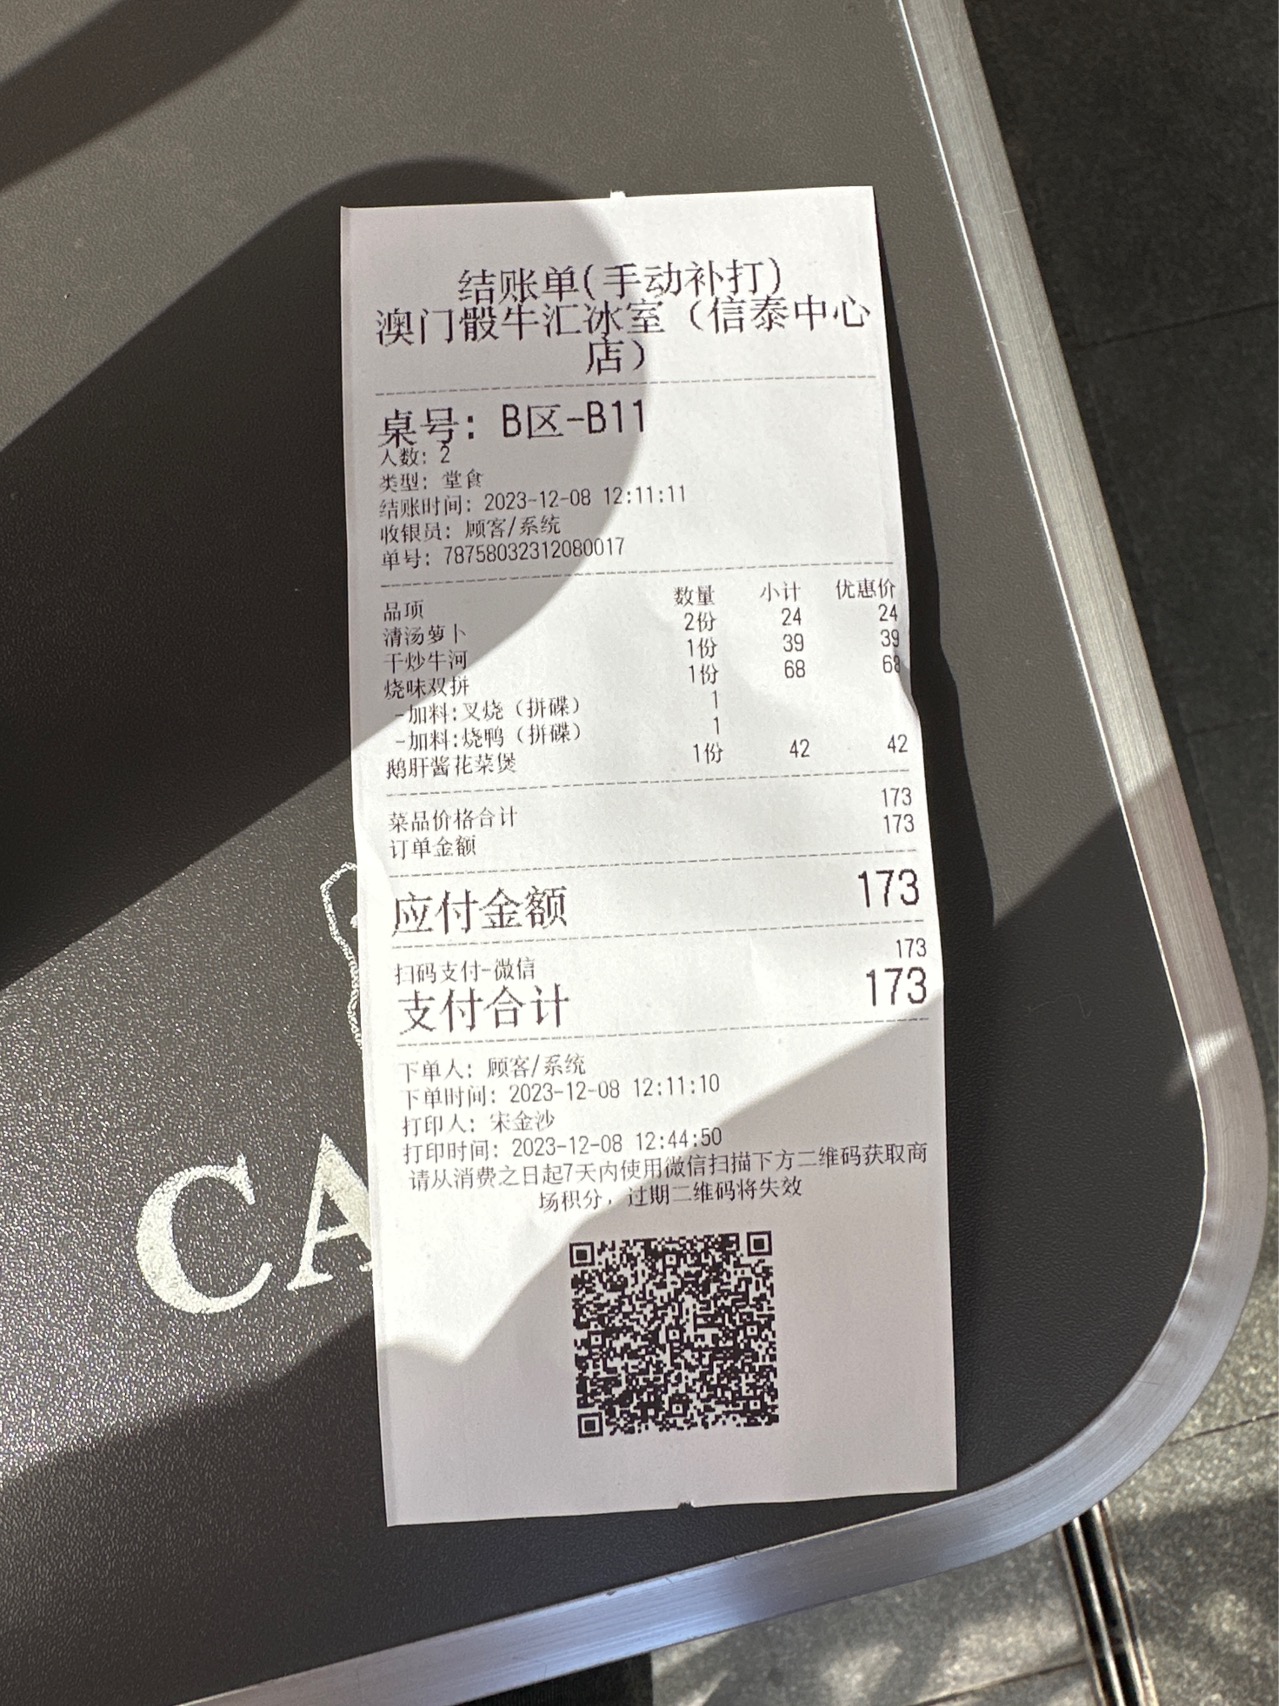 结账单(手动补打)
澳门骰牛汇冰室（信泰中心
店）
桌号: B区-B11
人数: 2
类型: 堂食
结账时间: 2023-12-08 12:11:11
收银员: 顾客/系统
单号: 78758032312080017
品项 数量 小计 优惠价
清汤萝卜 2份 24 24
干炒牛河 1份 39 39
烧味双拼 1份 68 68
-加料:叉烧（拼碟） 1
-加料:烧鸭（拼碟） 1
鹅肝酱花菜煲 1份 42 42
菜品价格合计 173
订单金额 173
应付金额 173
扫码支付-微信 173
支付合计 173
下单人: 顾客/系统
下单时间: 2023-12-08 12:11:10
打印人: 宋金沙
打印时间: 2023-12-08 12:44:50
请从消费之日起7天内使用微信扫描下方二维码获取商
场积分，过期二维码将失效
CA